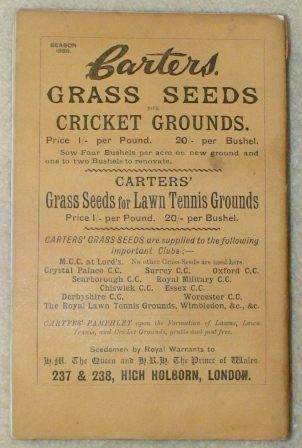 SEASON
1896.
Carters.
GRASS SEEDS
FOR
CRICKET GROUNDS.
Price 1/- per Pound. 20/- per Bushel.
Sow Four Bushels per acre on new ground and
one to two Bushels to renovate.
CARTERS'
Grass Seeds for Lawn Tennis Grounds
Price 1/- per Pound. 20/- per Bushel.
CARTERS' GRASS SEEDS are supplied to the following
important Clubs:—
M.C.C. at Lord's. No other Grass Seeds are used here.
Crystal Palace C.C. Surrey C.C. Oxford C.C.
Scarborough C.C. Royal Military C.C.
Chiswick C.C. Essex C.C.
Derbyshire C.C. Worcester C.C.
The Royal Lawn Tennis Grounds, Wimbledon, &c., &c.
CARTERS' PAMPHLET upon the Formation of Lawns, Lawn
Tennis, and Cricket Grounds, gratis and post free.
Seedsmen by Royal Warrants to
H.M. The Queen and H.R.H. The Prince of Wales.
237 & 238, HIGH HOLBORN, LONDON.